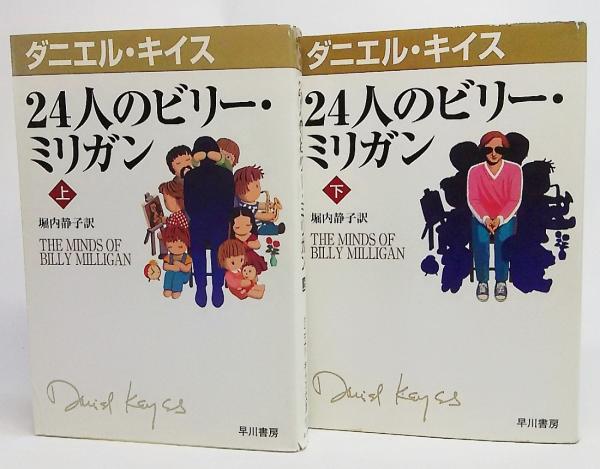 ダニエル・キイス
24人のビリー・
ミリガン
上
堀内静子訳
THE MINDS OF
BILLY MILLIGAN
Daniel Keyes
早川書房
ダニエル・キイス
24人のビリー・
ミリガン
下
堀内静子訳
THE MINDS OF
BILLY MILLIGAN
Daniel Keyes
早川書房